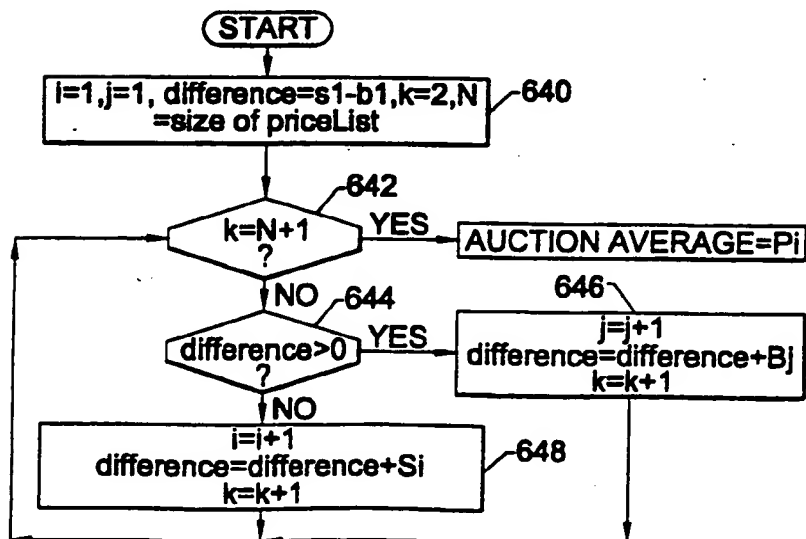 START
i=1,j=1, difference=s1-b1,k=2,N
=size of priceList
640
642
k=N+1
?
YES
AUCTION AVERAGE=Pi
NO
644
646
difference>0
?
YES
j=j+1
difference=difference+Bj
k=k+1
NO
i=i+1
difference=difference+Si
k=k+1
648